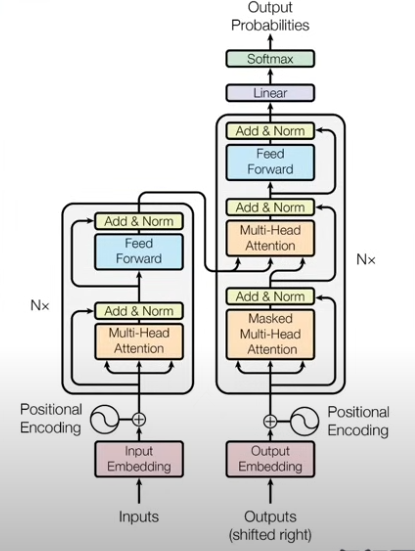 Output
Probabilities
Softmax
Linear
Add & Norm
Feed
Forward
Add & Norm
Multi-Head
Attention
Add & Norm
Masked
Multi-Head
Attention
Nx
Add & Norm
Feed
Forward
Add & Norm
Multi-Head
Attention
Nx
Positional
Encoding
Positional
Encoding
Input
Embedding
Output
Embedding
Inputs
Outputs
(shifted right)